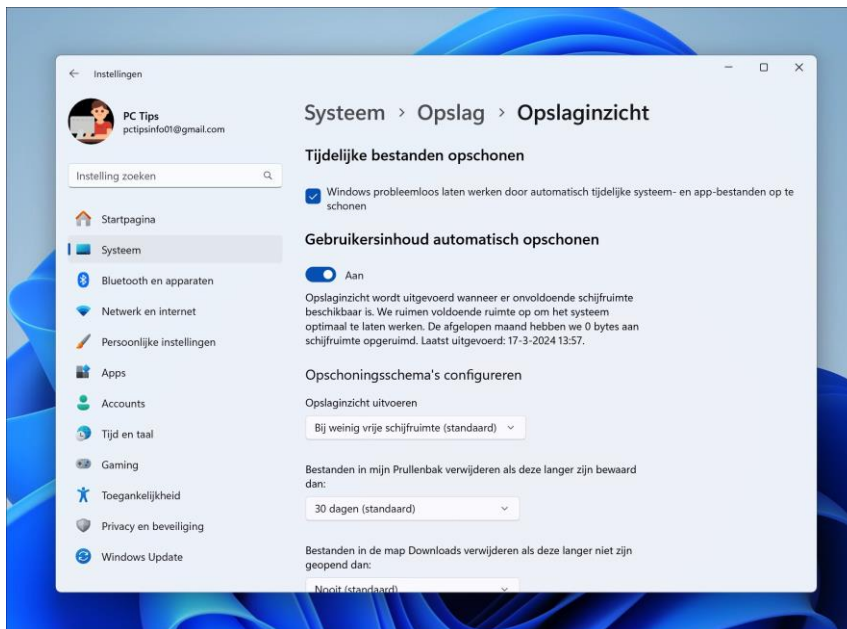 Instellingen
PC Tips
pctipsinfo01@gmail.com
Instelling zoeken
Startpagina
Systeem
Bluetooth en apparaten
Netwerk en internet
Persoonlijke instellingen
Apps
Accounts
Tijd en taal
Gaming
Toegankelijkheid
Privacy en beveiliging
Windows Update
Systeem > Opslag > Opslaginzicht
Tijdelijke bestanden opschonen
Windows probleemloos laten werken door automatisch tijdelijke systeem- en app-bestanden op te
schonen
Gebruikersinhoud automatisch opschonen
Aan
Opslaginzicht wordt uitgevoerd wanneer er onvoldoende schijfruimte
beschikbaar is. We ruimen voldoende ruimte op om het systeem
optimaal te laten werken. De afgelopen maand hebben we 0 bytes aan
schijfruimte opgeruimd. Laatst uitgevoerd: 17-3-2024 13:57.
Opschoningsschema's configureren
Opslaginzicht uitvoeren
Bij weinig vrije schijfruimte (standaard)
Bestanden in mijn Prullenbak verwijderen als deze langer zijn bewaard
dan:
30 dagen (standaard)
Bestanden in de map Downloads verwijderen als deze langer niet zijn
geopend dan:
Nooit (standaard)